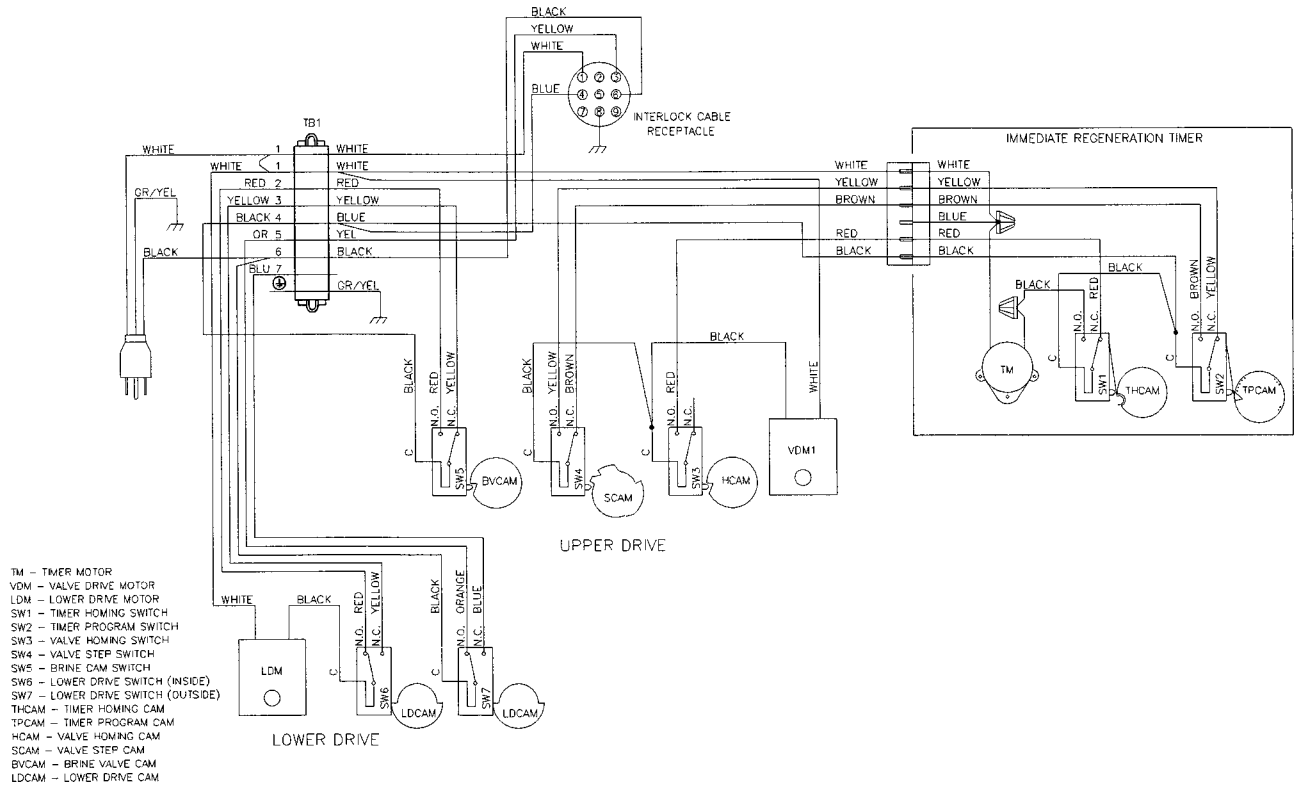 BLACK
YELLOW
WHITE
BLUE
1 2 3
4 5 6
7 8 9
INTERLOCK CABLE
RECEPTACLE
TB1
WHITE 1 WHITE
WHITE 1 WHITE
RED 2 RED
YELLOW 3 YELLOW
BLACK 4 BLUE
OR 5 YEL
BLACK 6 BLACK
BLU 7
GR/YEL
GR/YEL
IMMEDIATE REGENERATION TIMER
WHITE WHITE
YELLOW YELLOW
BROWN BROWN
BLUE
RED RED
BLACK BLACK
BLACK
BLACK
N.O.
N.C. RED
BROWN
YELLOW
N.O.
N.C.
C
C
TM
SW1
THCAM
SW2
TPCAM
BLACK
N.O. RED
N.C. YELLOW
C
SW5
BVCAM
BLACK
N.O. YELLOW
N.C. BROWN
C
SW4
SCAM
BLACK
N.O. RED
N.C.
C
SW3
HCAM
WHITE
VDM1
UPPER DRIVE
WHITE
BLACK
N.O. RED
N.C. YELLOW
C
LDM
SW6
LDCAM
BLACK
N.O. ORANGE
N.C. BLUE
C
SW7
LDCAM
LOWER DRIVE
TM – TIMER MOTOR
VDM – VALVE DRIVE MOTOR
LDM – LOWER DRIVE MOTOR
SW1 – TIMER HOMING SWITCH
SW2 – TIMER PROGRAM SWITCH
SW3 – VALVE HOMING SWITCH
SW4 – VALVE STEP SWITCH
SW5 – BRINE CAM SWITCH
SW6 – LOWER DRIVE SWITCH (INSIDE)
SW7 – LOWER DRIVE SWITCH (OUTSIDE)
THCAM – TIMER HOMING CAM
TPCAM – TIMER PROGRAM CAM
HCAM – VALVE HOMING CAM
SCAM – VALVE STEP CAM
BVCAM – BRINE VALVE CAM
LDCAM – LOWER DRIVE CAM